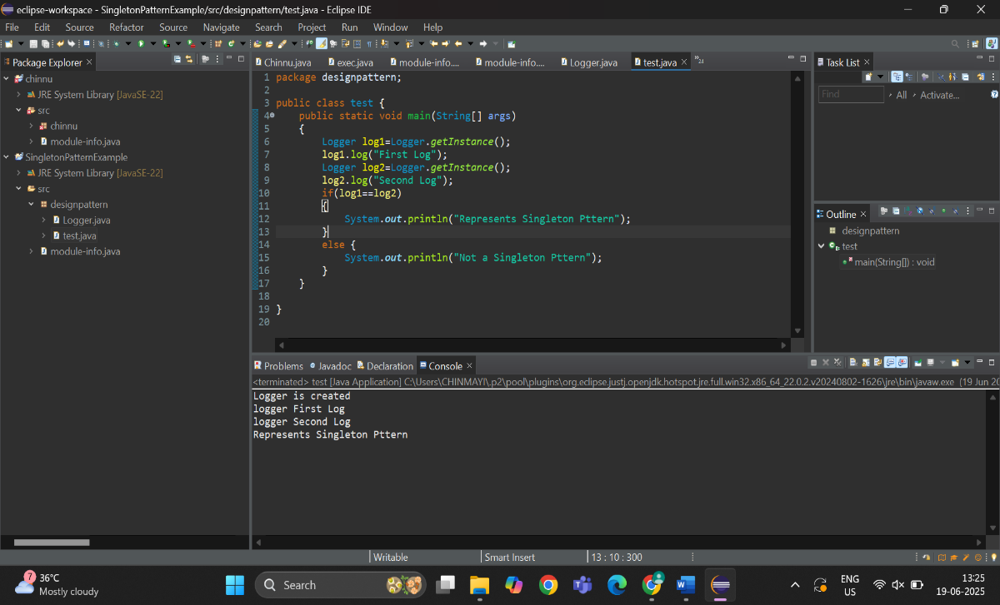 eclipse-workspace - SingletonPatternExample/src/designpattern/test.java - Eclipse IDE
File Edit Source Refactor Source Navigate Search Project Run Window Help
Package Explorer
chinnu
JRE System Library [JavaSE-22]
src
chinnu
module-info.java
SingletonPatternExample
JRE System Library [JavaSE-22]
src
designpattern
Logger.java
test.java
module-info.java
Chinnu.java exec.java module-info.... module-info.... Logger.java test.java
1 package designpattern;
2
3 public class test {
4 public static void main(String[] args)
5 {
6 Logger log1=Logger.getInstance();
7 log1.log("First Log");
8 Logger log2=Logger.getInstance();
9 log2.log("Second Log");
10 if(log1==log2)
11 {
12 System.out.println("Represents Singleton Pttern");
13 }
14 else {
15 System.out.println("Not a Singleton Pttern");
16 }
17 }
18
19 }
20
Task List
Find All Activate...
Outline
designpattern
test
main(String[]) : void
Problems Javadoc Declaration Console
<terminated> test [Java Application] C:\Users\CHINMAYI\.p2\pool\plugins\org.eclipse.justj.openjdk.hotspot.jre.full.win32.x86_64_22.0.2.v20240802-1626\jre\bin\javaw.exe (19 Jun 20
Logger is created
logger First Log
logger Second Log
Represents Singleton Pttern
Writable Smart Insert 13 : 10 : 300
7
36°C
Mostly cloudy
Search
ENG
US
13:25
19-06-2025